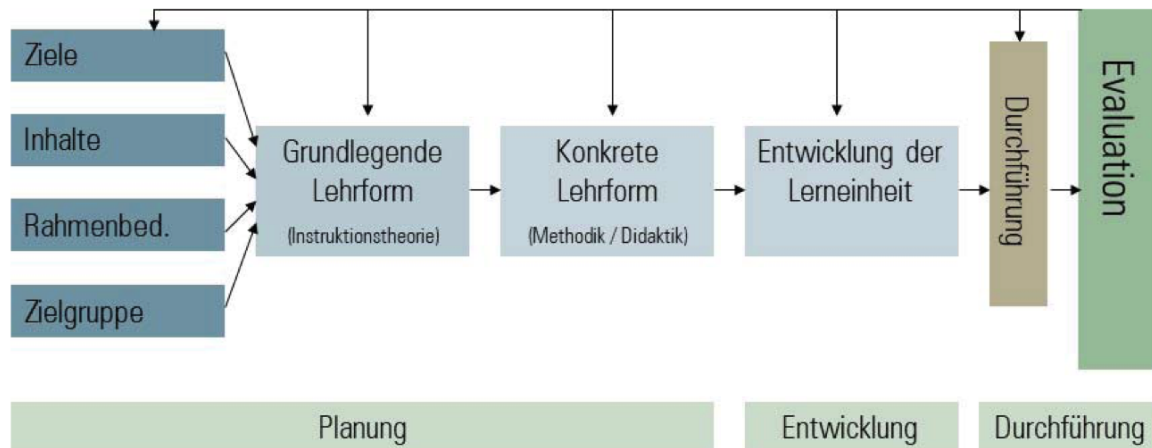 Ziele
Inhalte
Rahmenbed.
Zielgruppe
Grundlegende
Lehrform
(Instruktionstheorie)
Konkrete
Lehrform
(Methodik / Didaktik)
Entwicklung der
Lerneinheit
Durchführung
Evaluation
Planung
Entwicklung
Durchführung